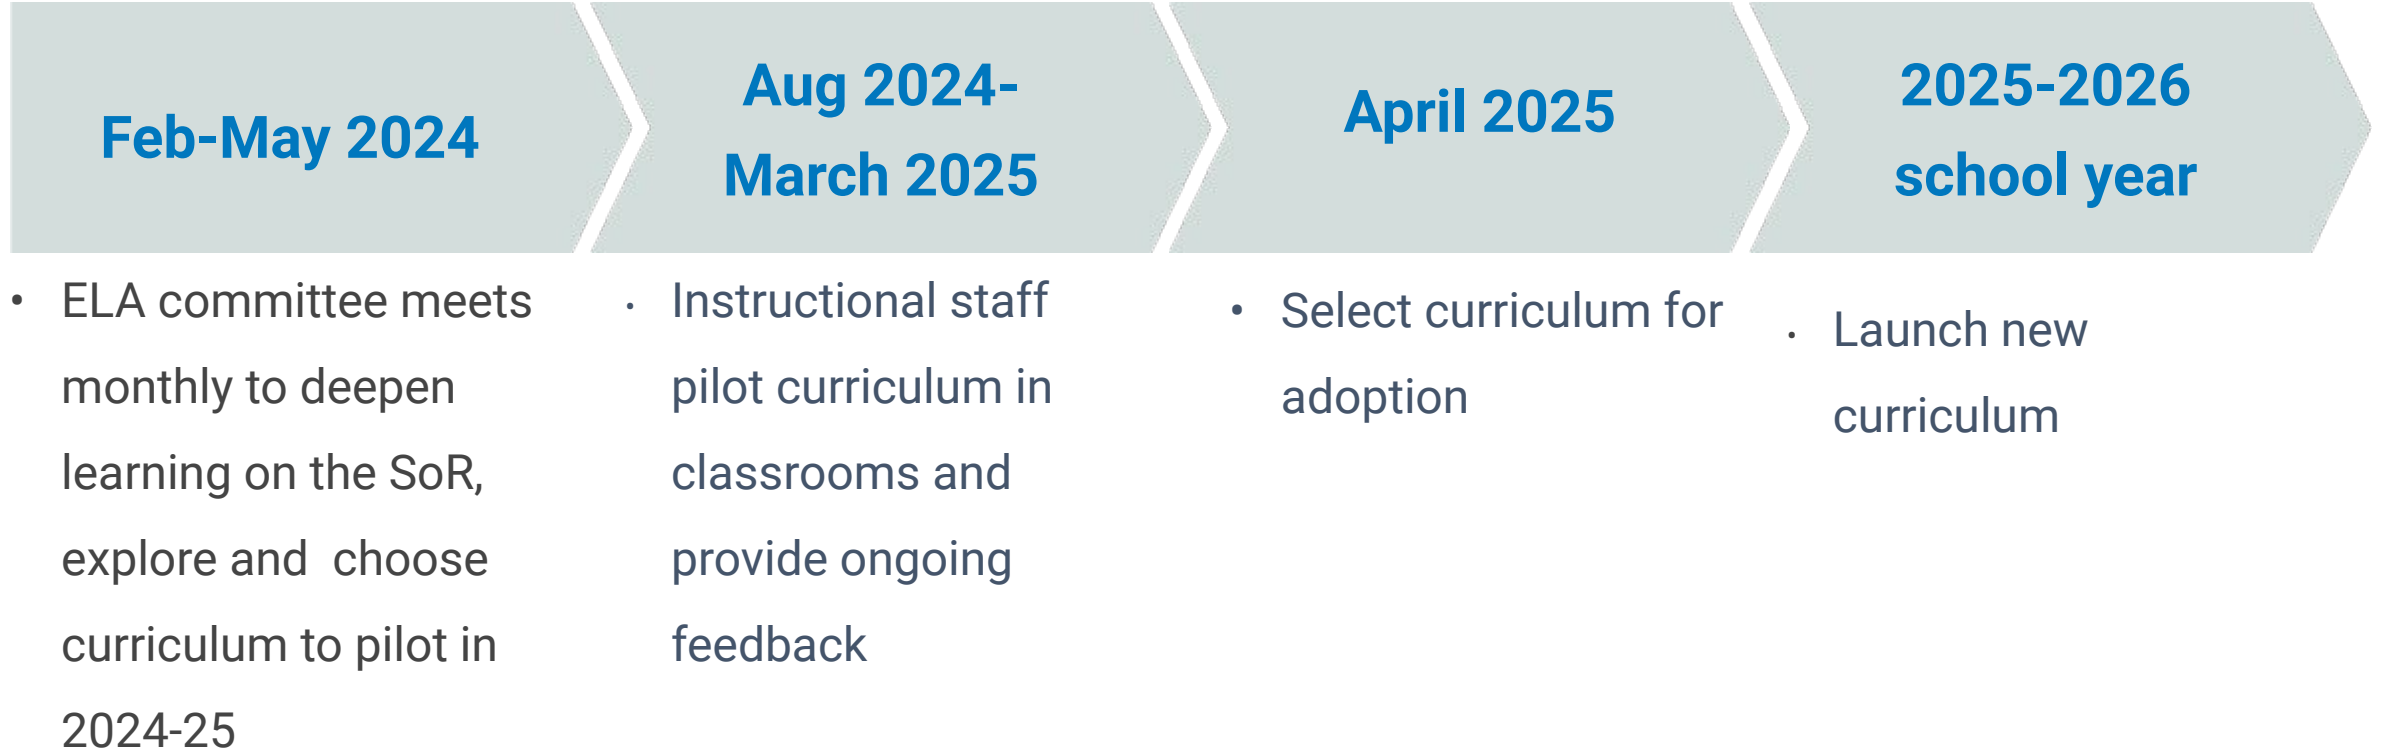 Feb-May 2024
Aug 2024-
March 2025
April 2025
2025-2026
school year
• ELA committee meets
monthly to deepen
learning on the SoR,
explore and  choose
curriculum to pilot in
2024-25
• Instructional staff
pilot curriculum in
classrooms and
provide ongoing
feedback
• Select curriculum for
adoption
• Launch new
curriculum